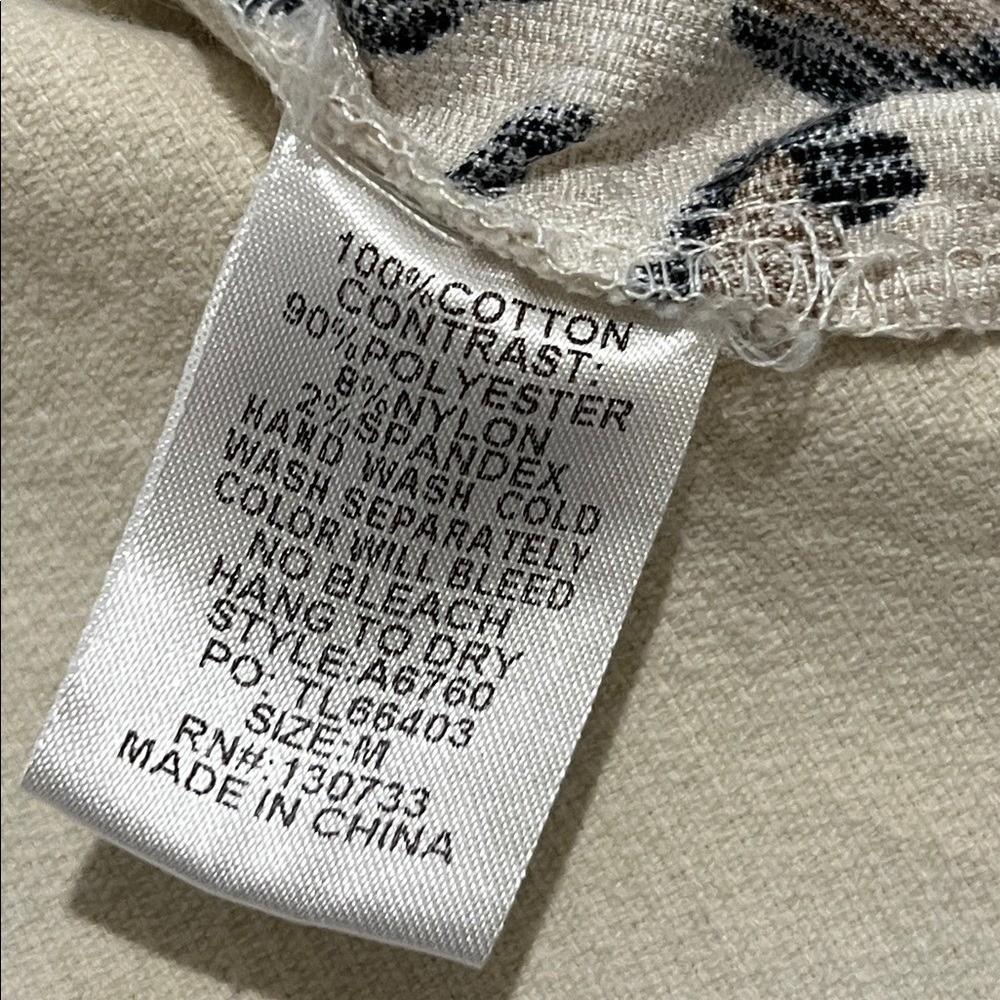 100%COTTON
CONTRAST:
90%POLYESTER
8%NYLON
2%SPANDEX
HAND WASH COLD
WASH SEPARATELY
COLOR WILL BLEED
NO BLEACH
HANG TO DRY
STYLE:A6760
PO: TL66403
SIZE:M
RN#:130733
MADE IN CHINA